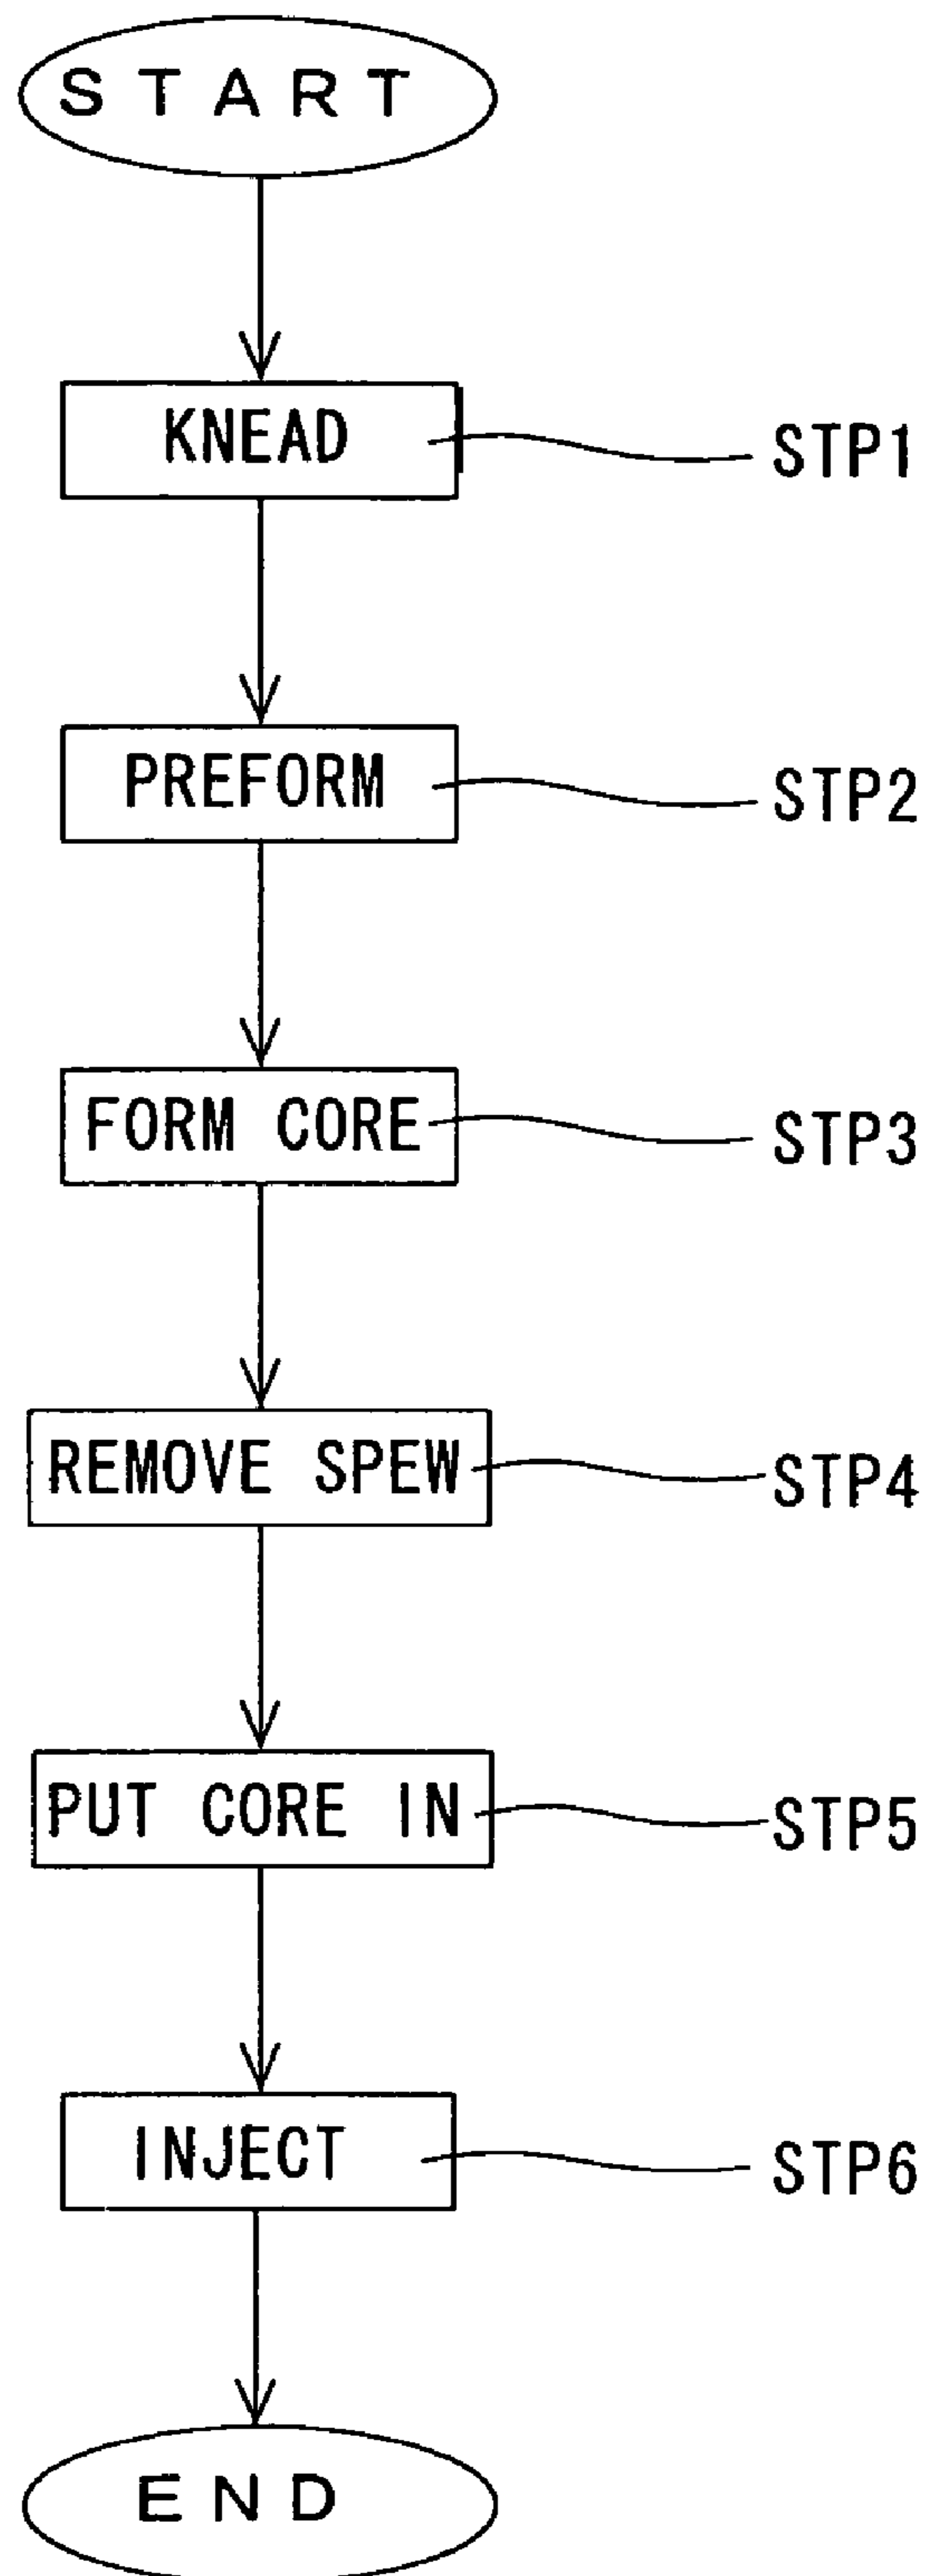 START
KNEAD STP1
PREFORM STP2
FORM CORE STP3
REMOVE SPEW STP4
PUT CORE IN STP5
INJECT STP6
END